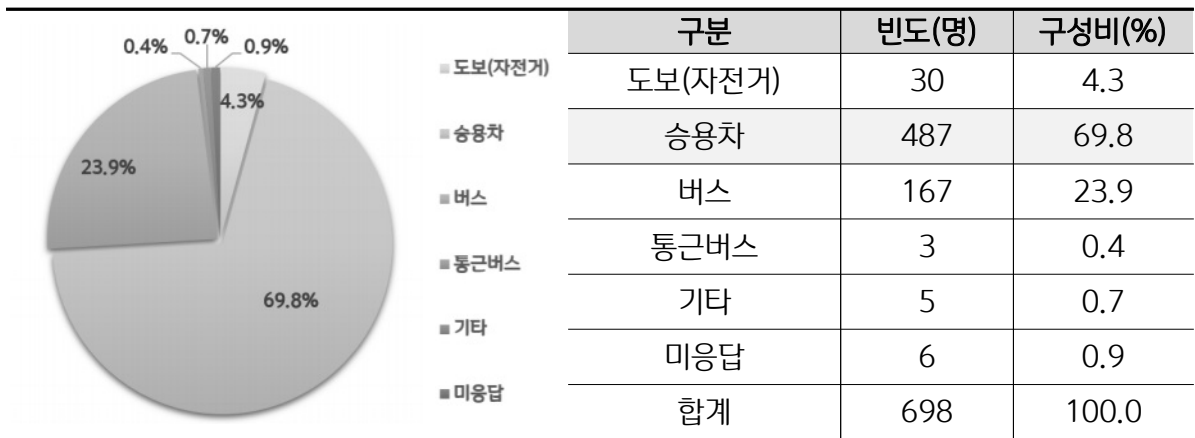 0.4% 0.7% 0.9%
4.3%
23.9%
69.8%
도보(자전거)
승용차
버스
통근버스
기타
미응답
구분 빈도(명) 구성비(%)
도보(자전거) 30 4.3
승용차 487 69.8
버스 167 23.9
통근버스 3 0.4
기타 5 0.7
미응답 6 0.9
합계 698 100.0